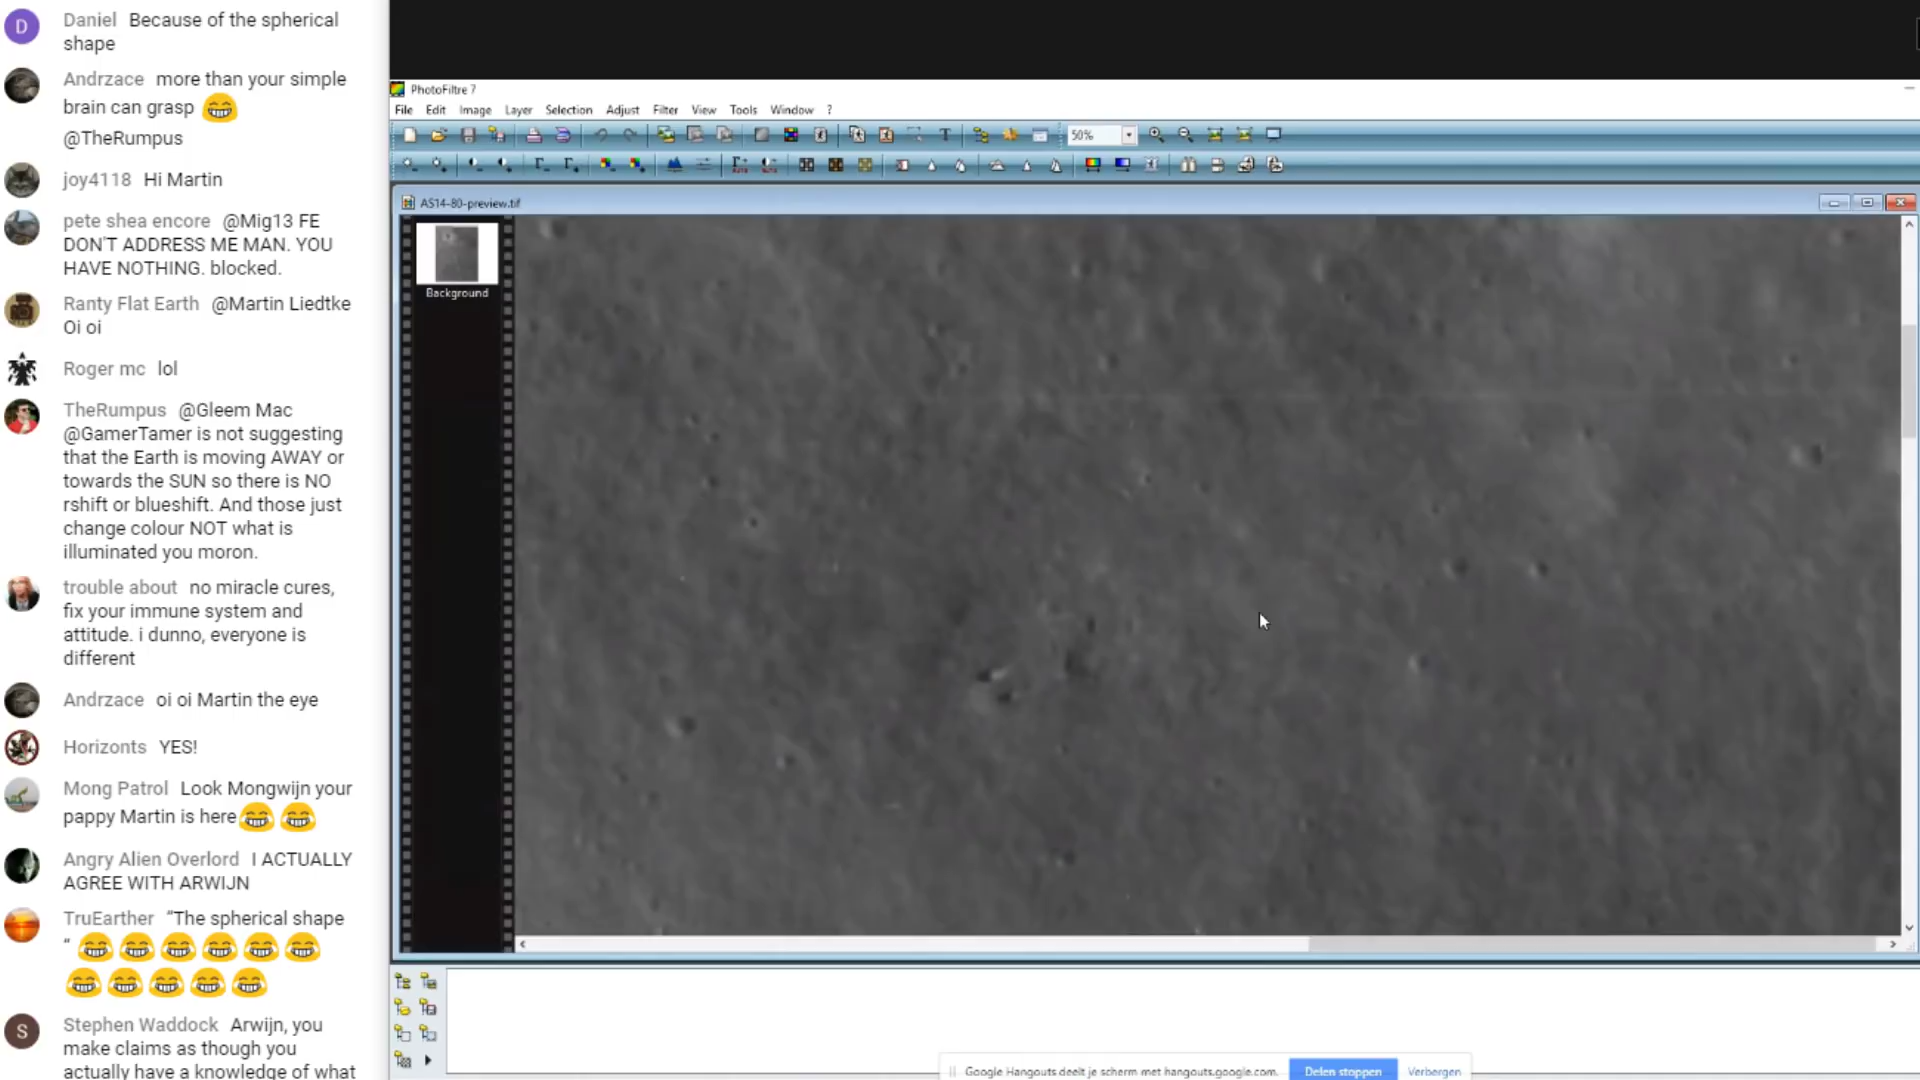 D
Daniel Because of the spherical
shape
Andrzace more than your simple
brain can grasp 😂
@TheRumpus
joy4118 Hi Martin
pete shea encore @Mig13 FE
DON'T ADDRESS ME MAN. YOU
HAVE NOTHING. blocked.
Ranty Flat Earth @Martin Liedtke
Oi oi
Roger mc lol
TheRumpus @Gleem Mac
@GamerTamer is not suggesting
that the Earth is moving AWAY or
towards the SUN so there is NO
rshift or blueshift. And those just
change colour NOT what is
illuminated you moron.
trouble about no miracle cures,
fix your immune system and
attitude. i dunno, everyone is
different
Andrzace oi oi Martin the eye
Horizonts YES!
Mong Patrol Look Mongwijn your
pappy Martin is here 😂 😂
Angry Alien Overlord I ACTUALLY
AGREE WITH ARWIJN
TruEarther “The spherical shape
“ 😂 😂 😂 😂 😂 😂
😂 😂 😂 😂 😂
S
Stephen Waddock Arwijn, you
make claims as though you
actually have a knowledge of what
PhotoFiltre 7
File Edit Image Layer Selection Adjust Filter View Tools Window ?
50%
AS14-80-preview.tif
Background
Google Hangouts deelt je scherm met hangouts.google.com.
Delen stoppen
Verbergen